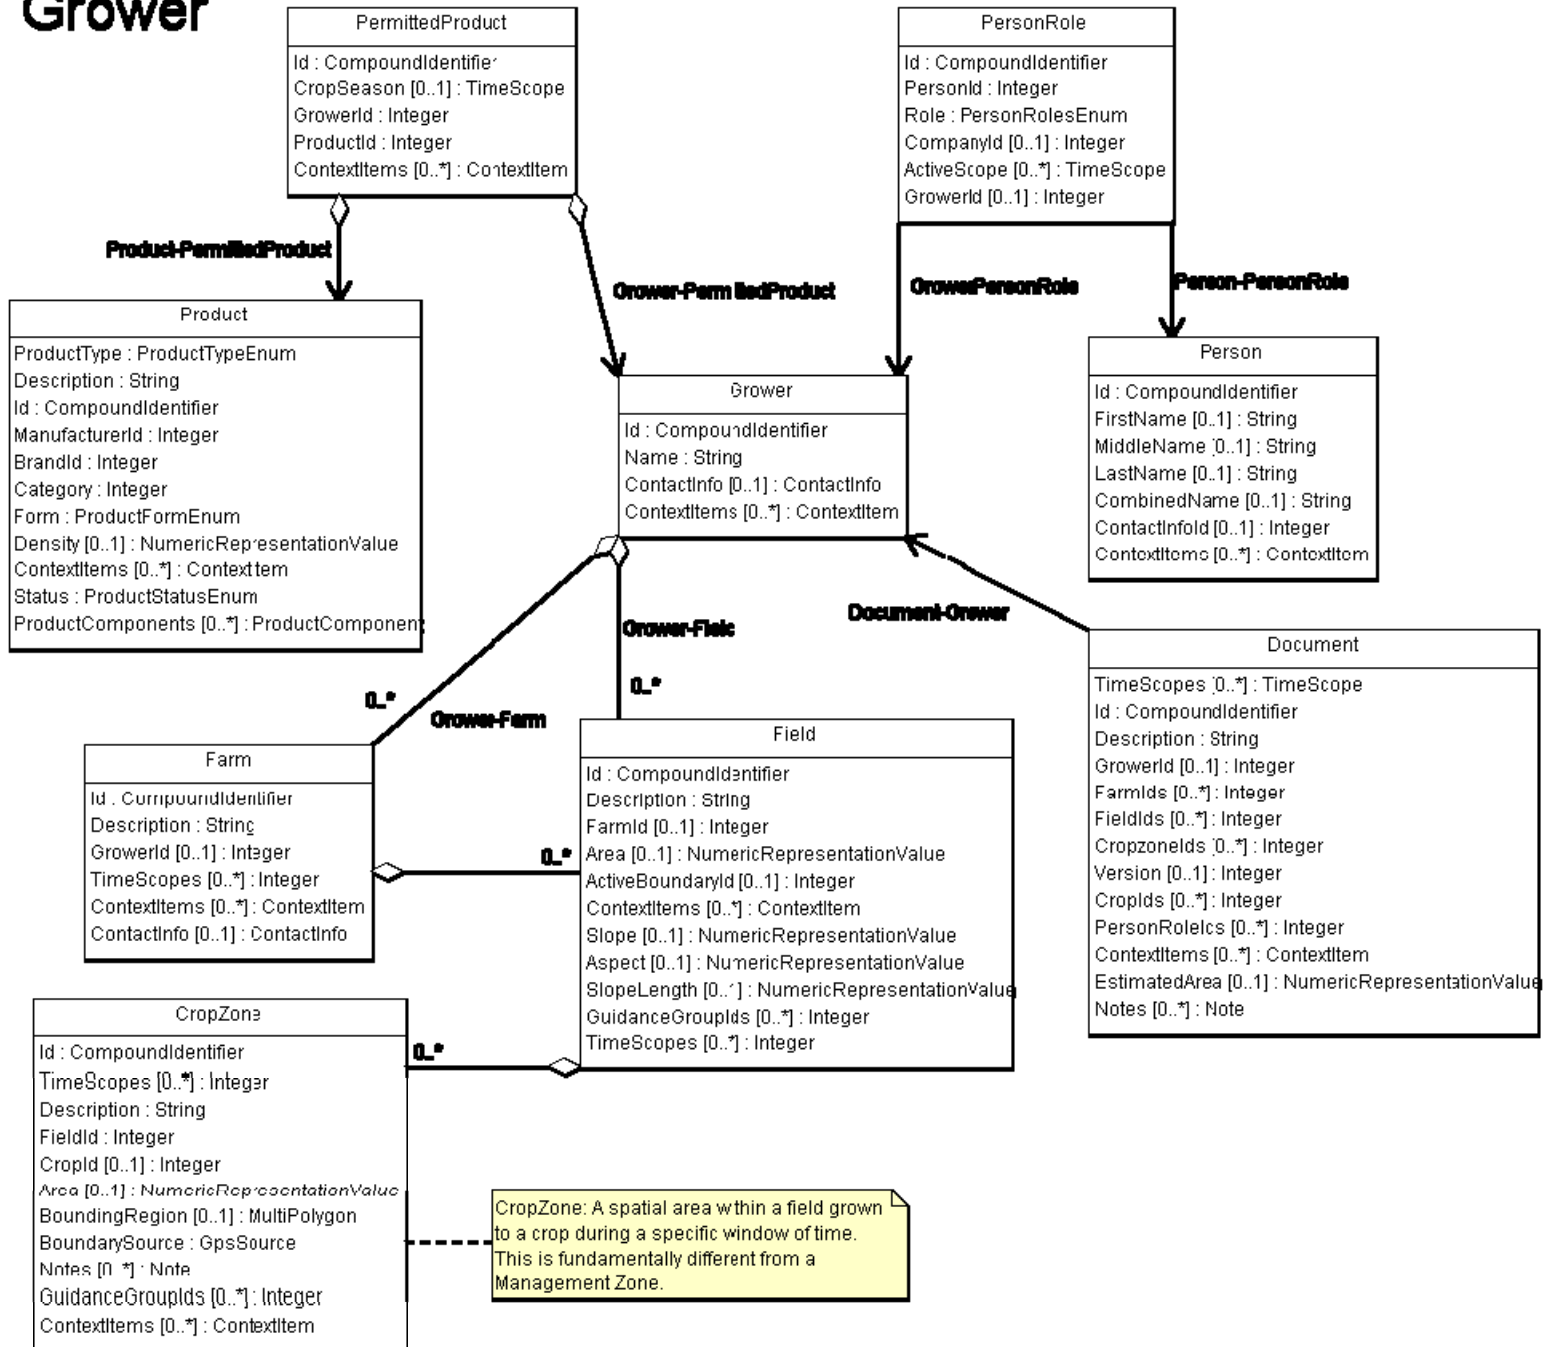 Grower
PermittedProduct
Id : CompoundIdentifier
CropSeason [0..1] : TimeScope
GrowerId : Integer
ProductId : Integer
ContextItems [0..*] : ContextItem
PersonRole
Id : CompoundIdentifier
PersonId : Integer
Role : PersonRolesEnum
CompanyId [0..1] : Integer
ActiveScope [0..*] : TimeScope
GrowerId [0..1] : Integer
Product-PermittedProduct
Grower-PermittedProduct
GrowerPersonRole
Person-PersonRole
Product
ProductType : ProductTypeEnum
Description : String
Id : CompoundIdentifier
ManufacturerId : Integer
BrandId : Integer
Category : Integer
Form : ProductFormEnum
Density [0..1] : NumericRepresentationValue
ContextItems [0..*] : ContextItem
Status : ProductStatusEnum
ProductComponents [0..*] : ProductComponent
Grower
Id : CompoundIdentifier
Name : String
ContactInfo [0..1] : ContactInfo
ContextItems [0..*] : ContextItem
Person
Id : CompoundIdentifier
FirstName [0..1] : String
MiddleName [0..1] : String
LastName [0..1] : String
CombinedName [0..1] : String
ContactInfoId [0..1] : Integer
ContextItems [0..*] : ContextItem
Grower-Field
0..*
Document-Grower
0..*
Grower-Farm
Farm
Id : CompoundIdentifier
Description : String
GrowerId [0..1] : Integer
TimeScopes [0..*] : Integer
ContextItems [0..*] : ContextItem
ContactInfo [0..1] : ContactInfo
0..*
Field
Id : CompoundIdentifier
Description : String
FarmId [0..1] : Integer
Area [0..1] : NumericRepresentationValue
ActiveBoundaryId [0..1] : Integer
ContextItems [0..*] : ContextItem
Slope [0..1] : NumericRepresentationValue
Aspect [0..1] : NumericRepresentationValue
SlopeLength [0..1] : NumericRepresentationValue
GuidanceGroupIds [0..*] : Integer
TimeScopes [0..*] : Integer
Document
TimeScopes [0..*] : TimeScope
Id : CompoundIdentifier
Description : String
GrowerId [0..1] : Integer
FarmIds [0..*] : Integer
FieldIds [0..*] : Integer
CropzoneIds [0..*] : Integer
Version [0..1] : Integer
CropIds [0..*] : Integer
PersonRoleIds [0..*] : Integer
ContextItems [0..*] : ContextItem
EstimatedArea [0..1] : NumericRepresentationValue
Notes [0..*] : Note
CropZone
0..*
Id : CompoundIdentifier
TimeScopes [0..*] : Integer
Description : String
FieldId : Integer
CropId [0..1] : Integer
Area [0..1] : NumericRepresentationValue
BoundingRegion [0..1] : MultiPolygon
BoundarySource : GpsSource
Notes [0..*] : Note
GuidanceGroupIds [0..*] : Integer
ContextItems [0..*] : ContextItem
CropZone: A spatial area within a field grown
to a crop during a specific window of time.
This is fundamentally different from a
Management Zone.